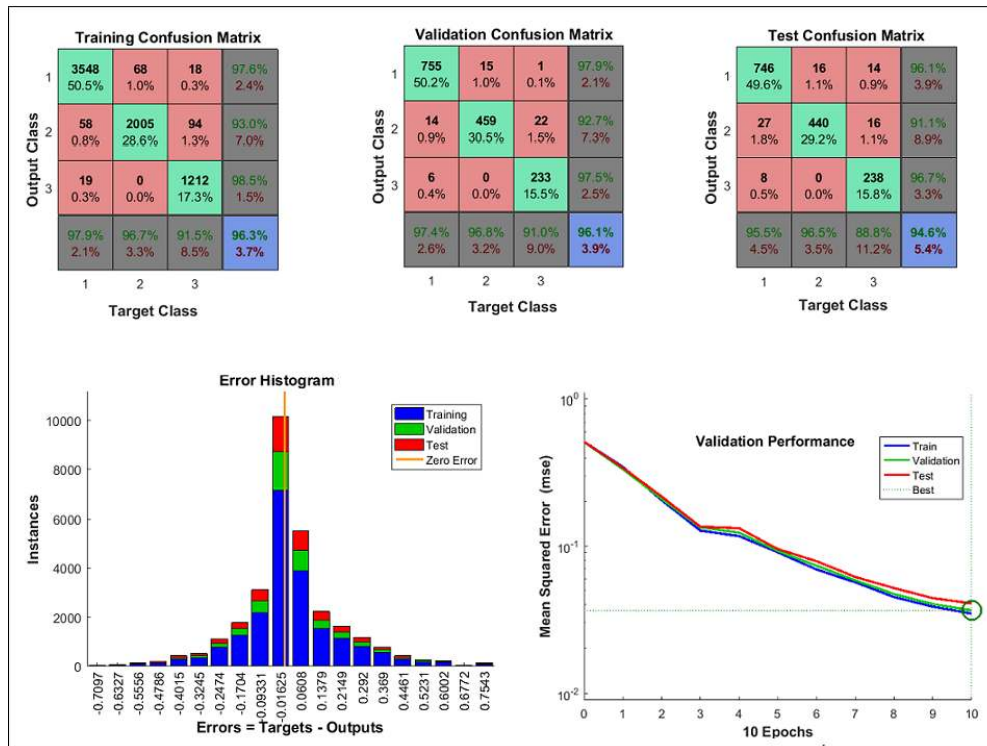 Training Confusion Matrix
1 3548 68 18 97.6%
50.5% 1.0% 0.3% 2.4%
2 58 2005 94 93.0%
0.8% 28.6% 1.3% 7.0%
3 19 0 1212 98.5%
0.3% 0.0% 17.3% 1.5%
97.9% 96.7% 91.5% 96.3%
2.1% 3.3% 8.5% 3.7%
1 2 3
Output Class
Target Class
Validation Confusion Matrix
1 755 15 1 97.9%
50.2% 1.0% 0.1% 2.1%
2 14 459 22 92.7%
0.9% 30.5% 1.5% 7.3%
3 6 0 233 97.5%
0.4% 0.0% 15.5% 2.5%
97.4% 96.8% 91.0% 96.1%
2.6% 3.2% 9.0% 3.9%
1 2 3
Output Class
Target Class
Test Confusion Matrix
1 746 16 14 96.1%
49.6% 1.1% 0.9% 3.9%
2 27 440 16 91.1%
1.8% 29.2% 1.1% 8.9%
3 8 0 238 96.7%
0.5% 0.0% 15.8% 3.3%
95.5% 96.5% 88.8% 94.6%
4.5% 3.5% 11.2% 5.4%
1 2 3
Output Class
Target Class
Error Histogram
Training
Validation
Test
Zero Error
10000
8000
6000
4000
2000
0
Instances
-0.7097 -0.6327 -0.5556 -0.4786 -0.4015 -0.3245 -0.2474 -0.1704 -0.09331 -0.01625 0.0608 0.1379 0.2149 0.292 0.369 0.4461 0.5231 0.6002 0.6772 0.7543
Errors = Targets - Outputs
Validation Performance
Train
Validation
Test
Best
10^0
10^-1
10^-2
Mean Squared Error (mse)
0 1 2 3 4 5 6 7 8 9 10
10 Epochs